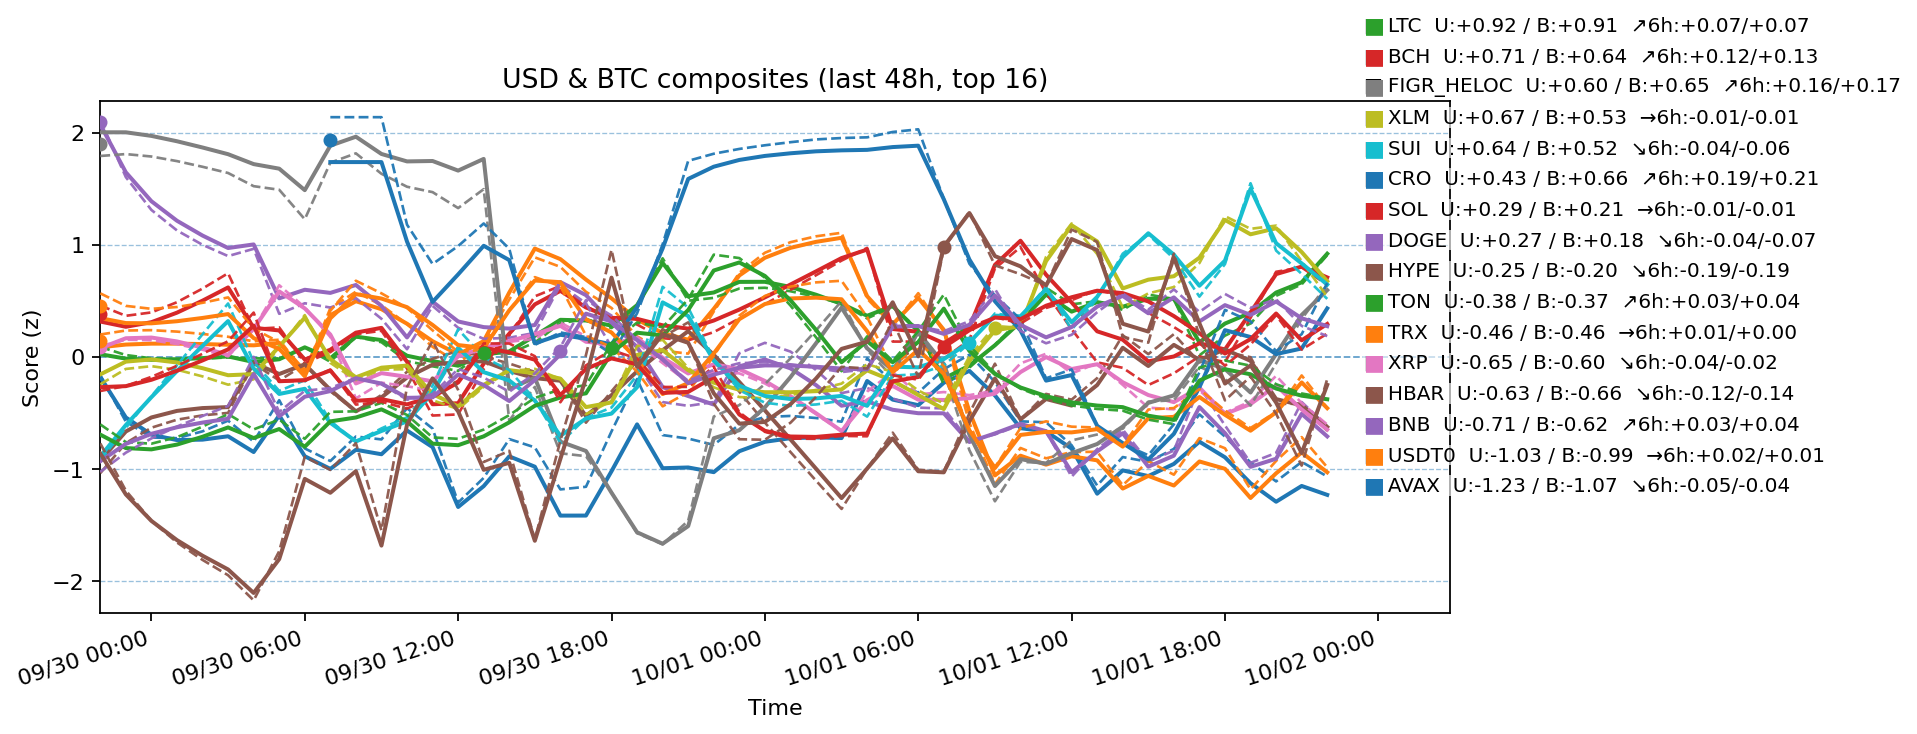 LTC  U:+0.92 / B:+0.91  ↗6h:+0.07/+0.07
BCH  U:+0.71 / B:+0.64  ↗6h:+0.12/+0.13
USD & BTC composites (last 48h, top 16)
FIGR_HELOC  U:+0.60 / B:+0.65  ↗6h:+0.16/+0.17
XLM  U:+0.67 / B:+0.53  →6h:-0.01/-0.01
SUI  U:+0.64 / B:+0.52  ↘6h:-0.04/-0.06
CRO  U:+0.43 / B:+0.66  ↗6h:+0.19/+0.21
SOL  U:+0.29 / B:+0.21  →6h:-0.01/-0.01
DOGE  U:+0.27 / B:+0.18  ↘6h:-0.04/-0.07
HYPE  U:-0.25 / B:-0.20  ↘6h:-0.19/-0.19
TON  U:-0.38 / B:-0.37  ↗6h:+0.03/+0.04
TRX  U:-0.46 / B:-0.46  →6h:+0.01/+0.00
XRP  U:-0.65 / B:-0.60  ↘6h:-0.04/-0.02
HBAR  U:-0.63 / B:-0.66  ↘6h:-0.12/-0.14
BNB  U:-0.71 / B:-0.62  ↗6h:+0.03/+0.04
USDT0  U:-1.03 / B:-0.99  →6h:+0.02/+0.01
AVAX  U:-1.23 / B:-1.07  ↘6h:-0.05/-0.04
Score (z)
2
1
0
−1
−2
09/30 00:00
09/30 06:00
09/30 12:00
09/30 18:00
10/01 00:00
10/01 06:00
10/01 12:00
10/01 18:00
10/02 00:00
Time